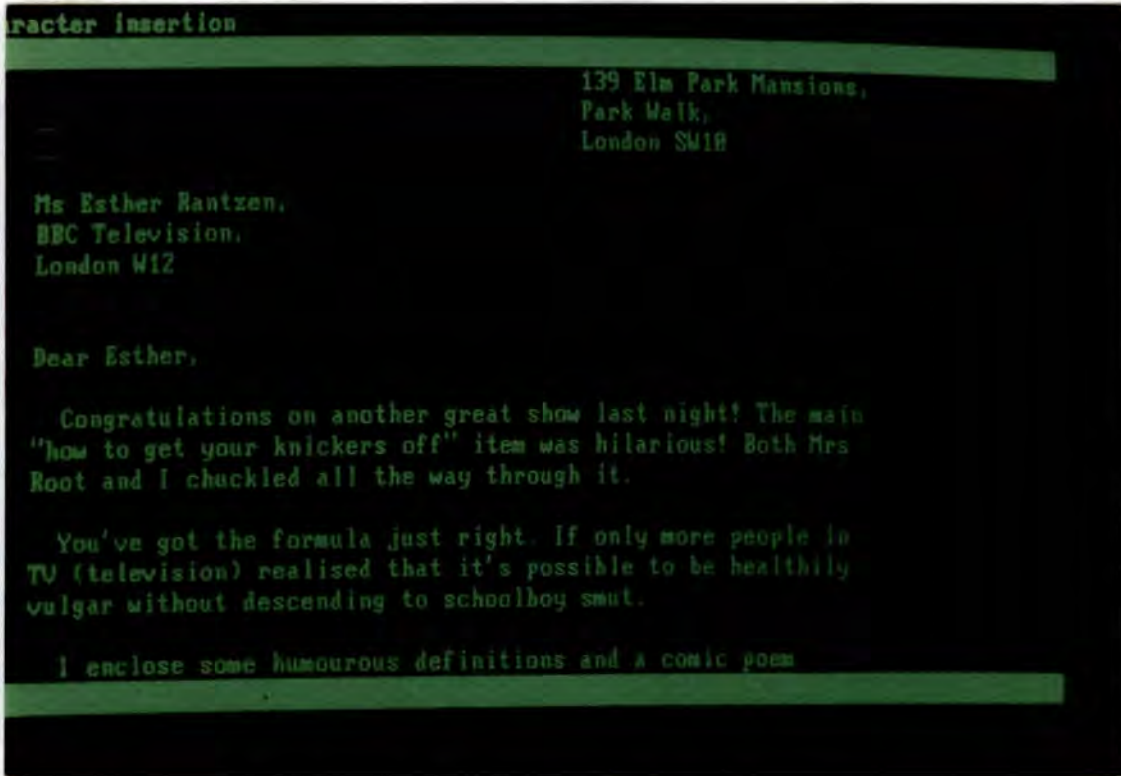 racter insertion
139 Elm Park Mansions,
Park Walk,
London SW10
Ms Esther Rantzen,
BBC Television,
London W12
Dear Esther,
Congratulations on another great show last night! The main
"how to get your knickers off" item was hilarious! Both Mrs
Root and I chuckled all the way through it.
You've got the formula just right. If only more people in
TV (television) realised that it's possible to be healthily
vulgar without descending to schoolboy smut.
I enclose some humourous definitions and a comic poem